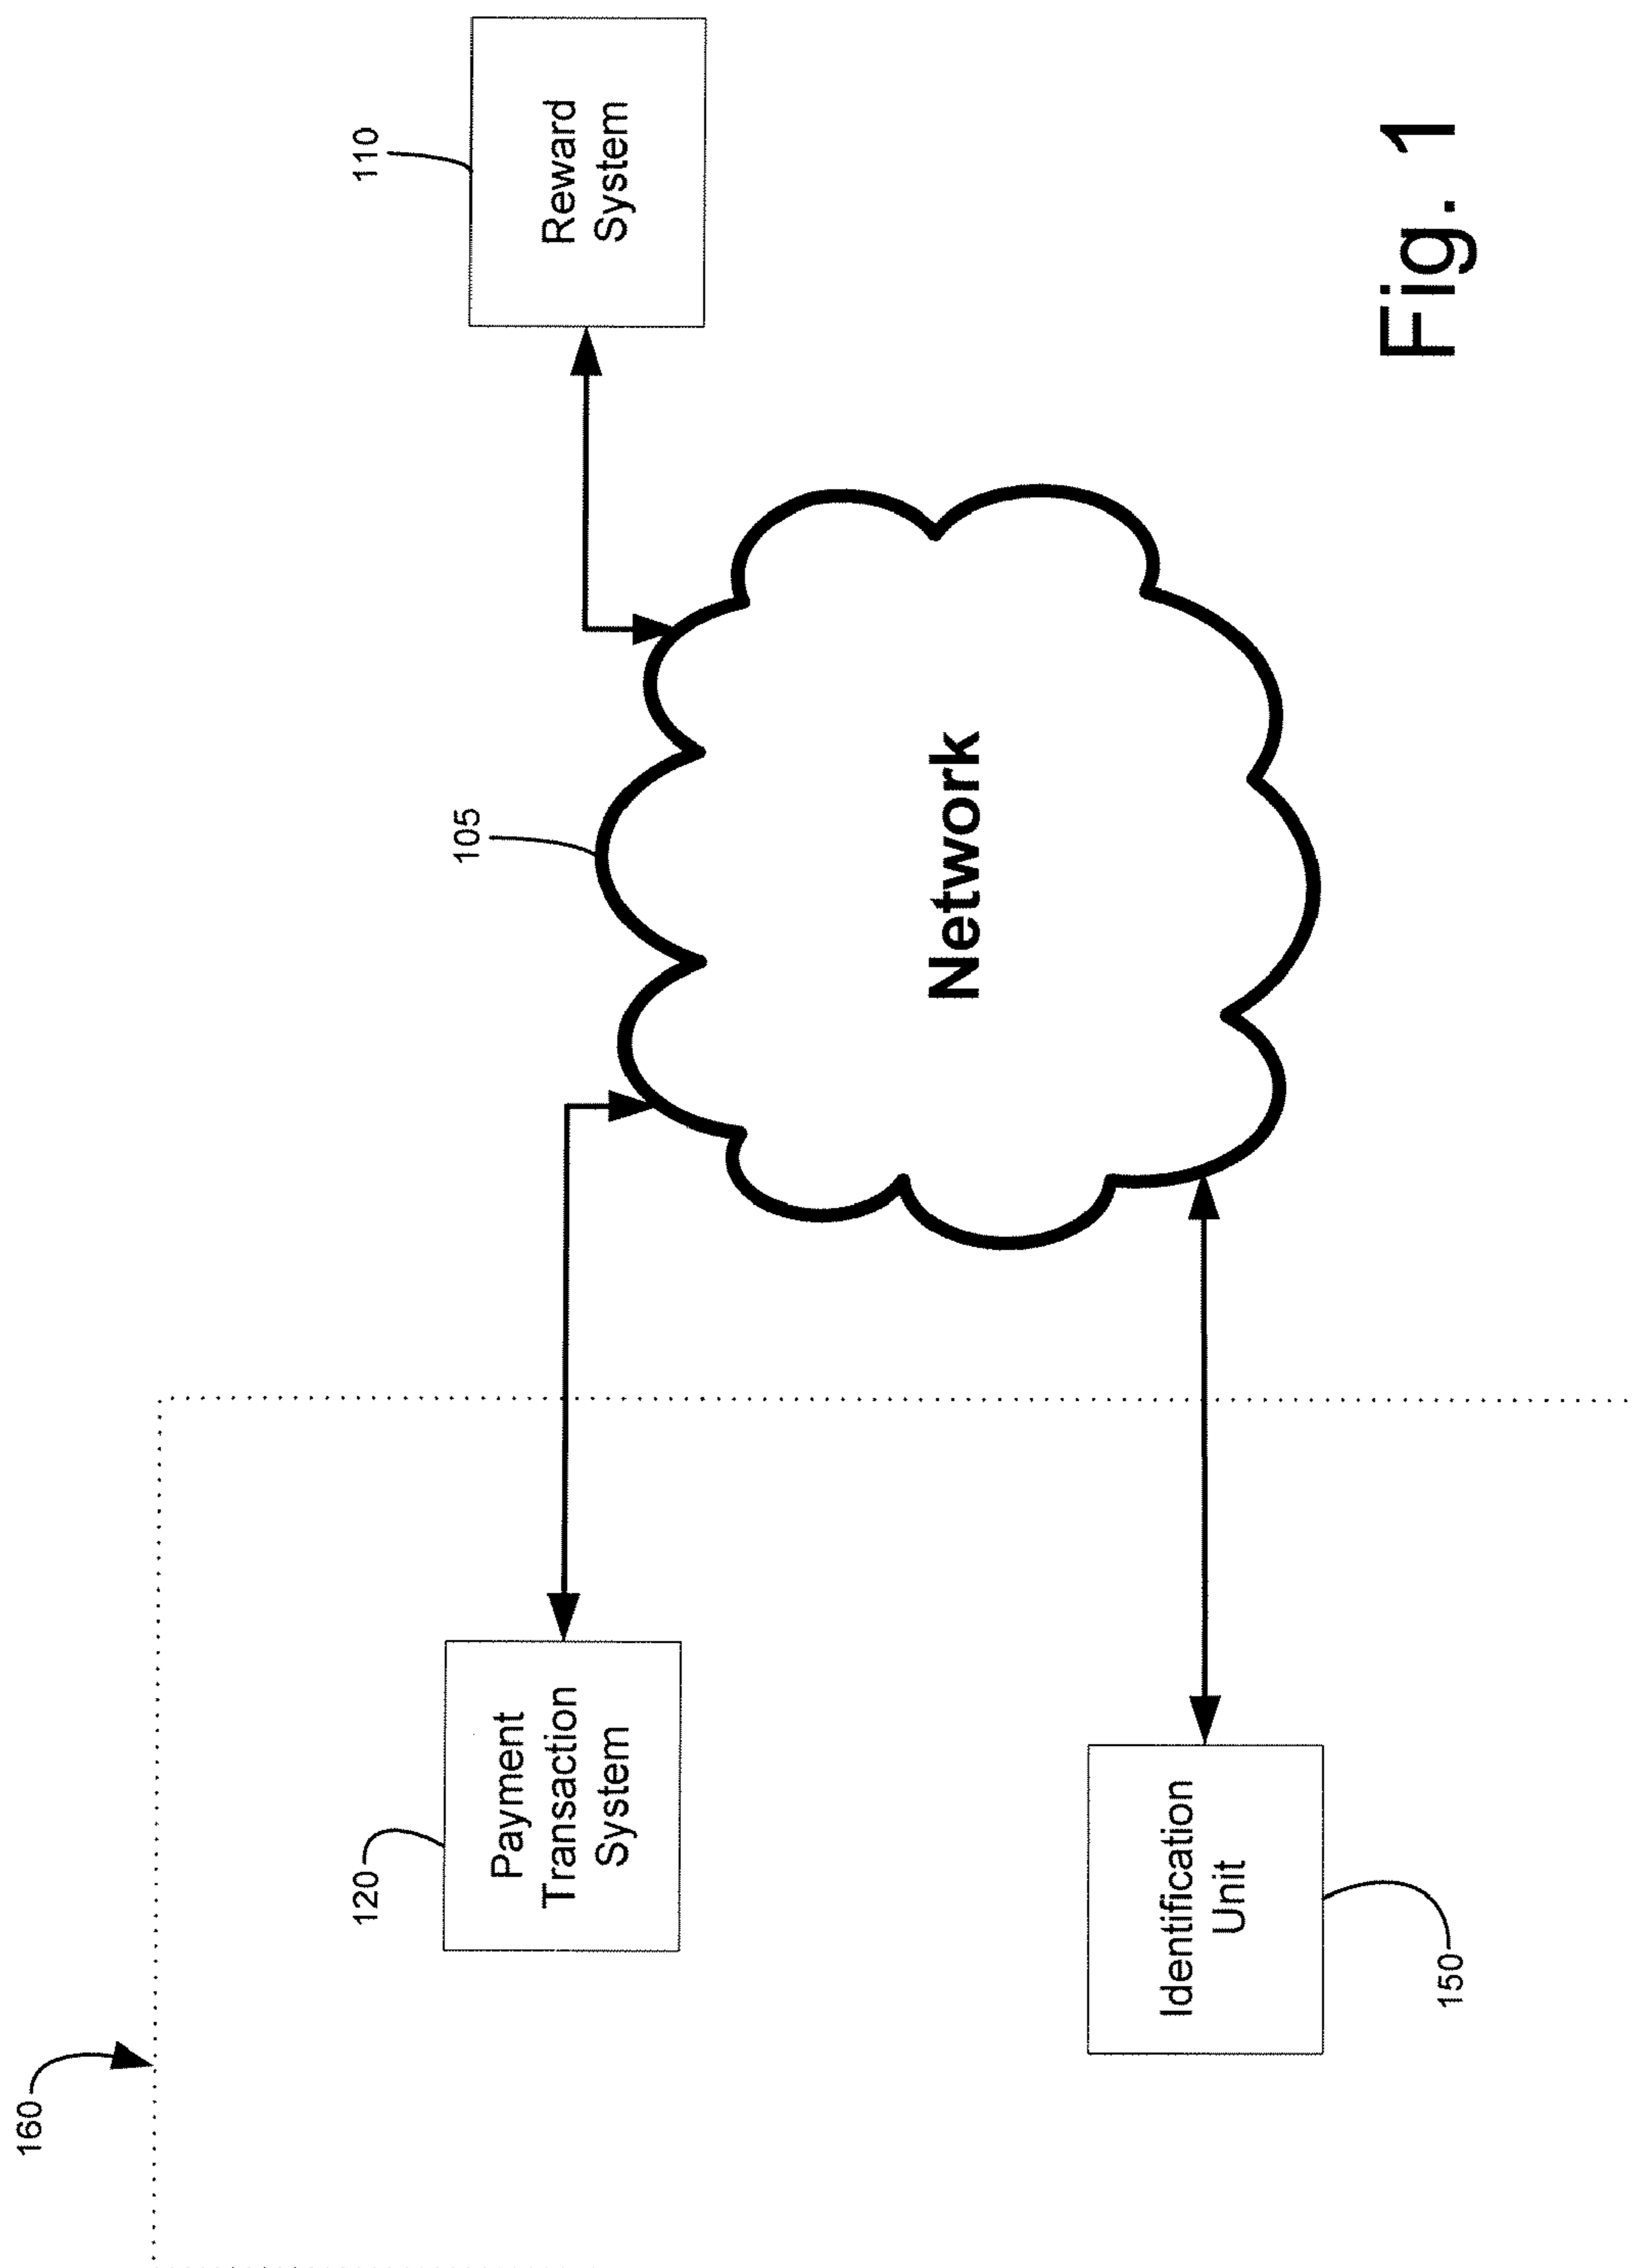 160
120
Payment
Transaction
System
105
110
Reward
System
Network
Identification
Unit
150
Fig. 1